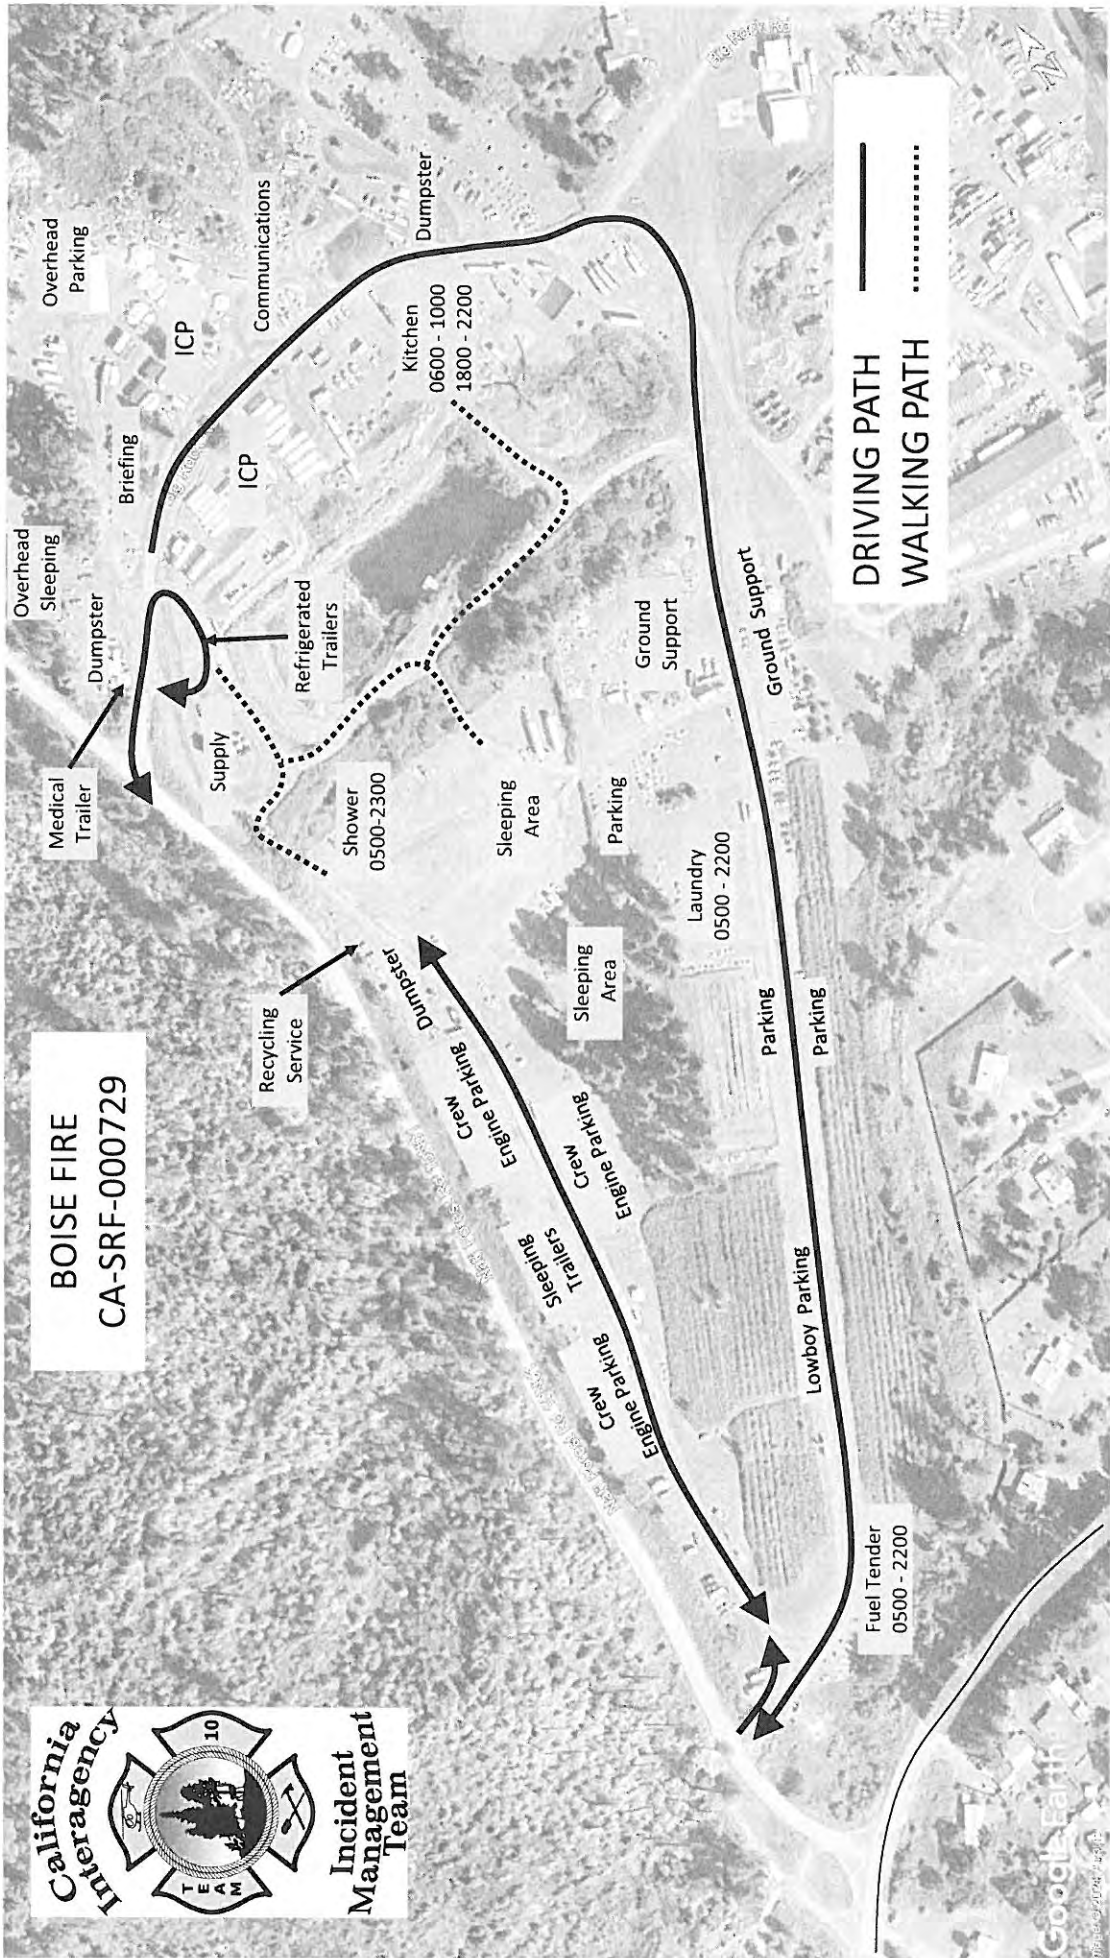 California
Interagency
TEAM
10
Incident
Management
Team
BOISE FIRE
CA-SRF-000729
Medical
Trailer
Dumpster
Overhead
Sleeping
Briefing
Overhead
Parking
ICP
ICP
Communications
Dumpster
Supply
Refrigerated
Trailers
Kitchen
0600 - 1000
1800 - 2200
Recycling
Service
Shower
0500-2300
Dumpster
Crew
Engine Parking
Sleeping
Area
Sleeping
Area
Parking
Ground
Support
Ground Support
Crew
Engine Parking
Sleeping
Trailers
Crew
Engine Parking
Laundry
0500 - 2200
Parking
Parking
Lowboy Parking
Fuel Tender
0500 - 2200
DRIVING PATH
WALKING PATH
N
Google Earth